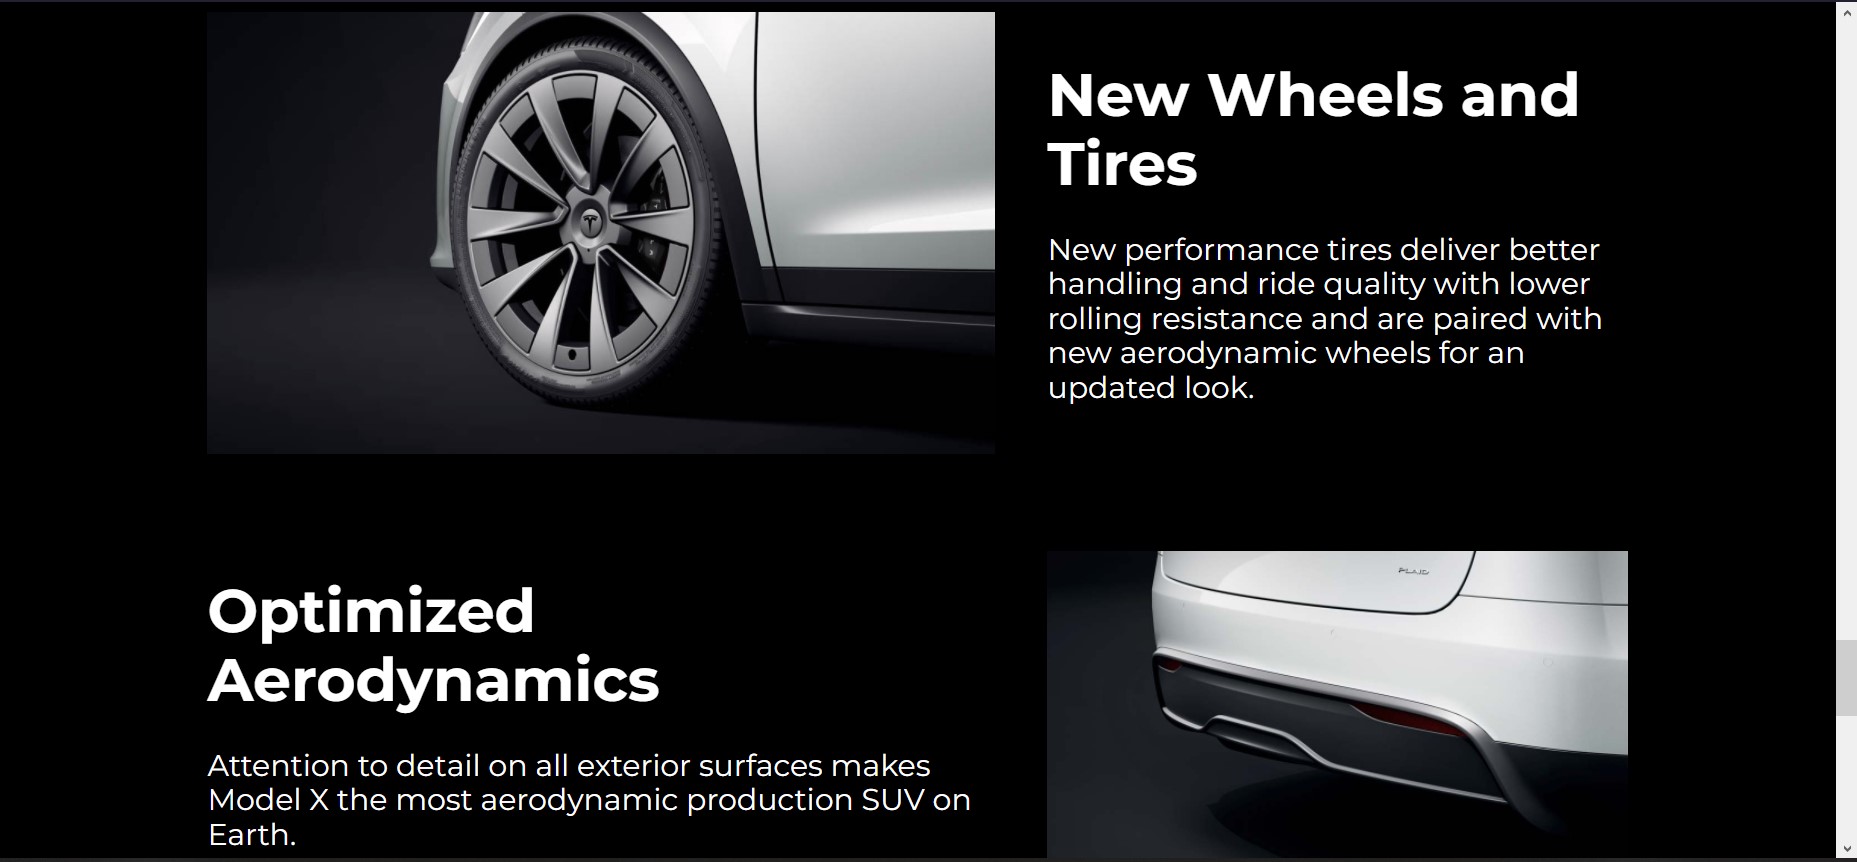 New Wheels and
Tires
New performance tires deliver better
handling and ride quality with lower
rolling resistance and are paired with
new aerodynamic wheels for an
updated look.
PLAID
Optimized
Aerodynamics
Attention to detail on all exterior surfaces makes
Model X the most aerodynamic production SUV on
Earth.